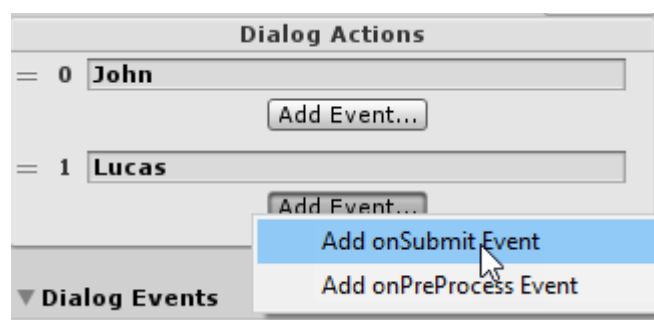 Dialog Actions
0 John
Add Event...
1 Lucas
Add Event...
Add onSubmit Event
Add onPreProcess Event
Dialog Events